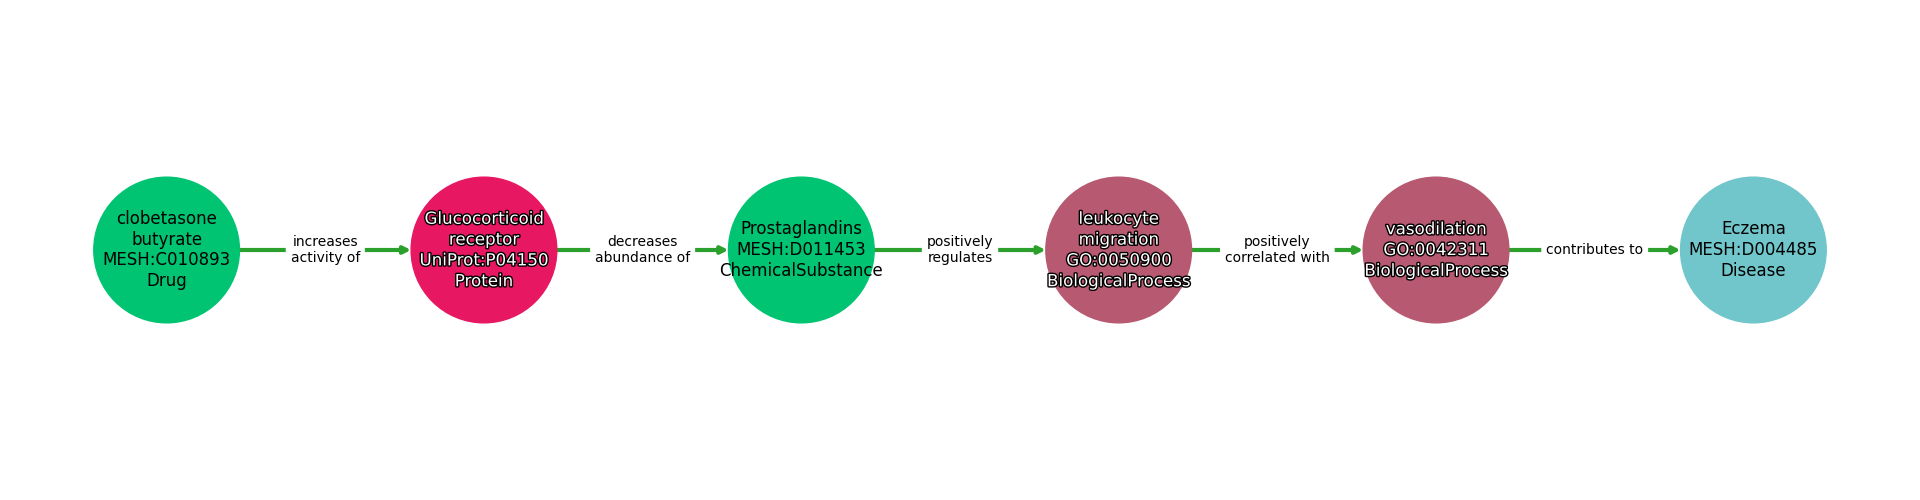 clobetasone
butyrate
MESH:C010893
Drug
increases
activity of
Glucocorticoid
receptor
UniProt:P04150
Protein
decreases
abundance of
Prostaglandins
MESH:D011453
ChemicalSubstance
positively
regulates
leukocyte
migration
GO:0050900
BiologicalProcess
positively
correlated with
vasodilation
GO:0042311
BiologicalProcess
contributes to
Eczema
MESH:D004485
Disease